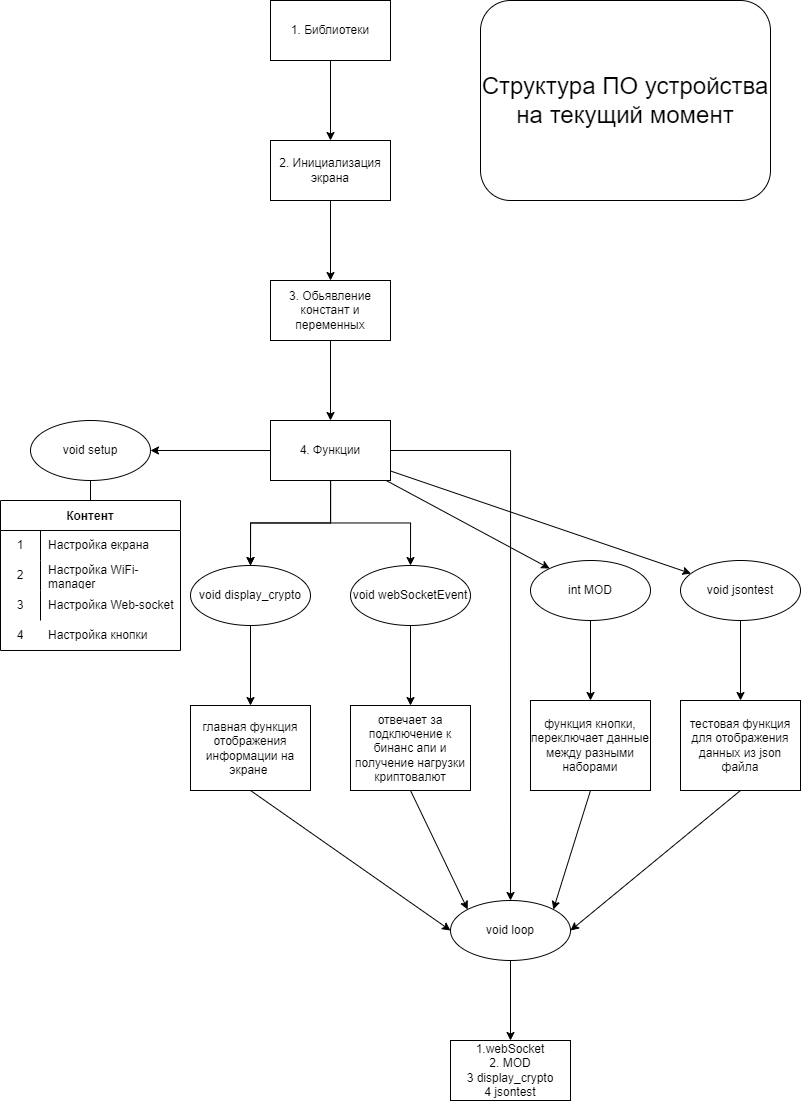 1. Библиотеки
Структура ПО устройства
на текущий момент
2. Инициализация
экрана
3. Обьявление
констант и
переменных
4. Функции
void setup
Контент
1 Настройка екрана
2 Настройка WiFi-
manager
3 Настройка Web-socket
4 Настройка кнопки
void display_crypto
void webSocketEvent
int MOD
void jsontest
главная функция
отображения
информации на
экране
отвечает за
подключение к
бинанс апи и
получение нагрузки
криптовалют
функция кнопки,
переключает данные
между разными
наборами
тестовая функция
для отображения
данных из json
файла
void loop
1.webSocket
2. MOD
3 display_crypto
4 jsontest